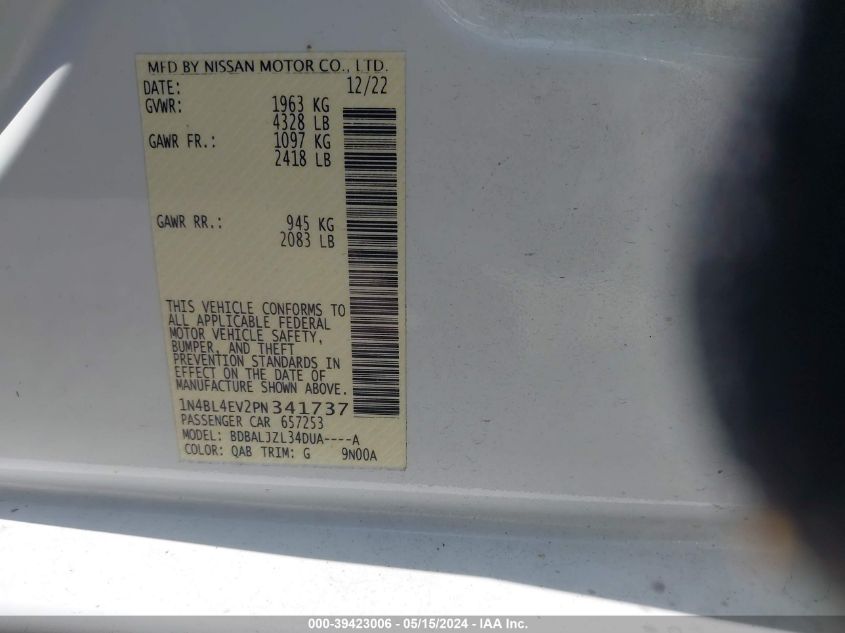 MFD BY NISSAN MOTOR CO., LTD.
DATE: 12/22
GVWR: 1963 KG
4328 LB
GAWR FR.: 1097 KG
2418 LB
GAWR RR.: 945 KG
2083 LB
THIS VEHICLE CONFORMS TO
ALL APPLICABLE FEDERAL
MOTOR VEHICLE SAFETY,
BUMPER, AND THEFT
PREVENTION STANDARDS IN
EFFECT ON THE DATE OF
MANUFACTURE SHOWN ABOVE.
1N4BL4EV2PN341737
PASSENGER CAR 657253
MODEL: BDBALJZL34DUA----A
COLOR: QAB TRIM: G 9N00A
000-39423006 - 05/15/2024 - IAA Inc.